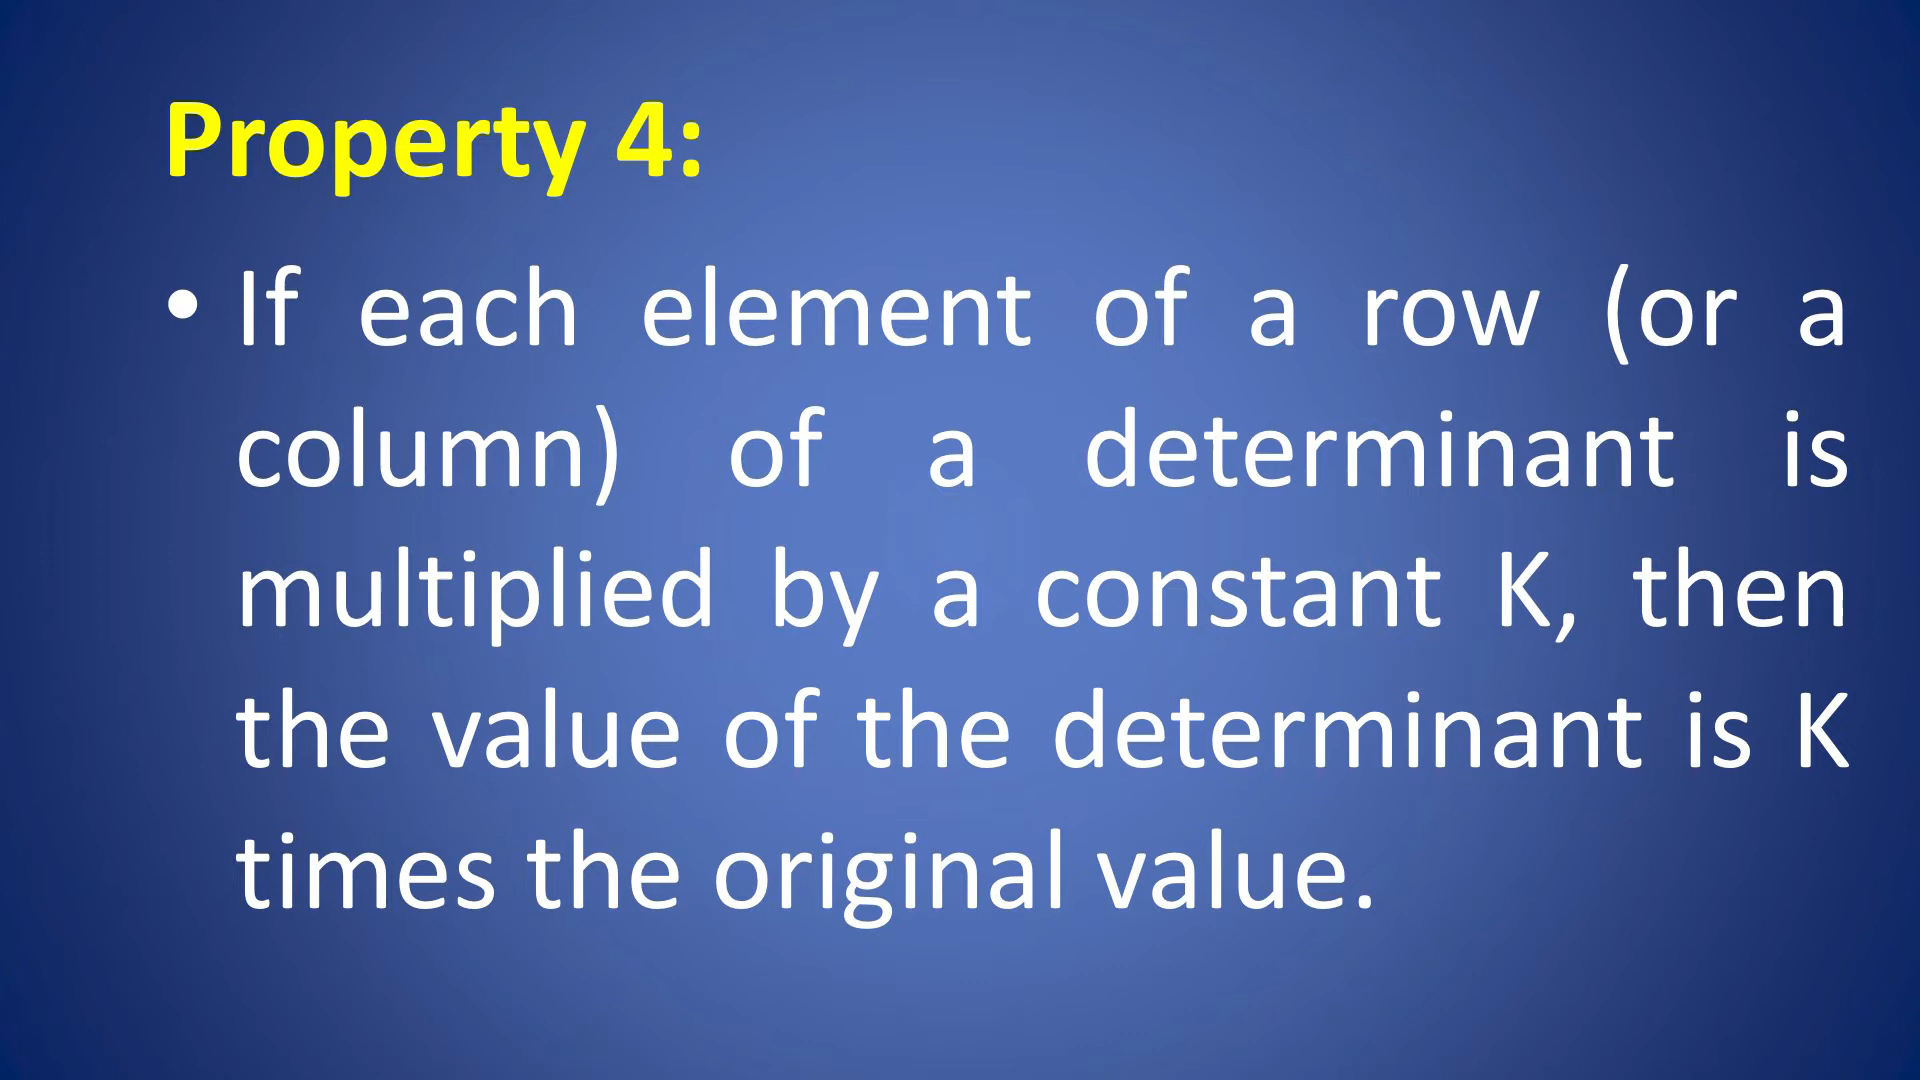 Property 4:
• If each element of a row (or a
column) of a determinant is
multiplied by a constant K, then
the value of the determinant is K
times the original value.